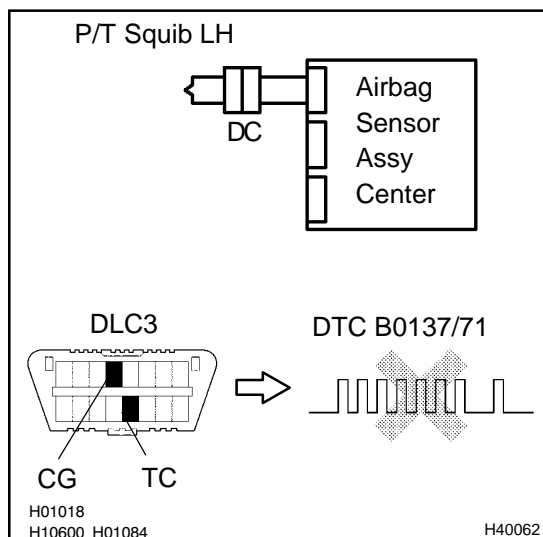 P/T Squib LH
Airbag
Sensor
Assy
Center
DC
DLC3
DTC B0137/71
CG
TC
H01018
H10600 H01084
H40062